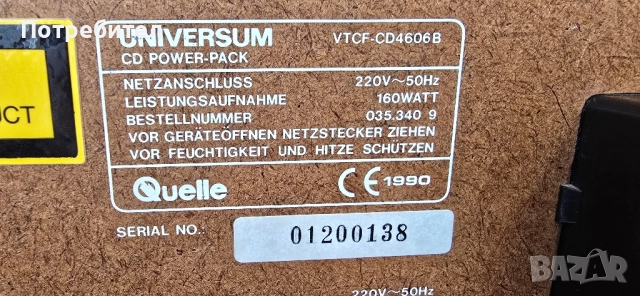 Потребител
UNIVERSUM VTCF-CD4606B
CD POWER-PACK
NETZANSCHLUSS 220V~50Hz
LEISTUNGSAUFNAHME 160WATT
BESTELLNUMMER 035.340 9
VOR GERÄTEÖFFNEN NETZSTECKER ZIEHEN
VOR FEUCHTIGKEIT UND HITZE SCHÜTZEN
UCT
Quelle CE 1990
SERIAL NO.: 01200138
220V~50Hz
BAZAR